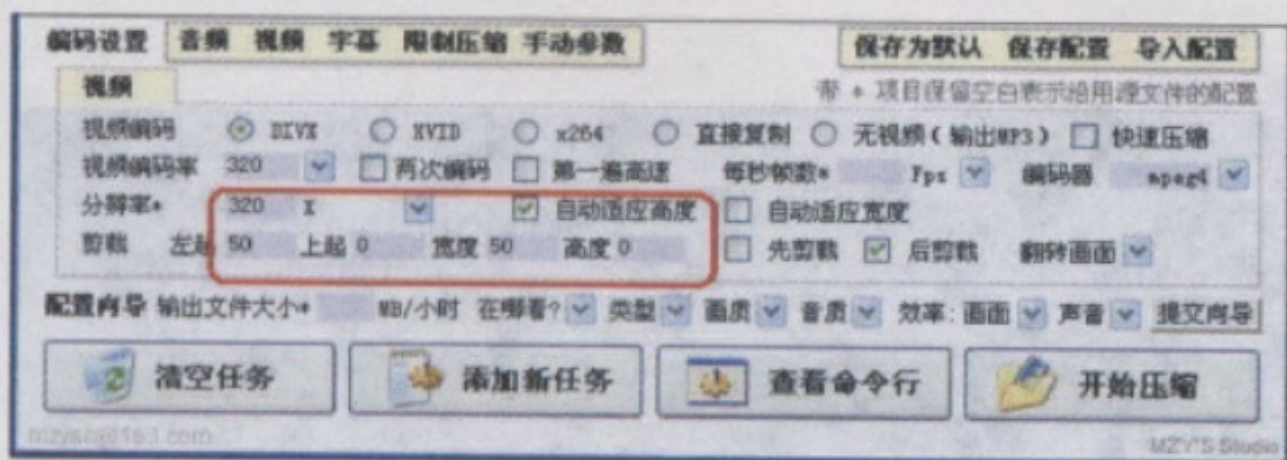 编码设置 音频 视频 字幕 限制压缩 手动参数 保存为默认 保存配置 导入配置
视频
带 * 项目保留空白表示沿用源文件的配置
视频编码 DIVX XVID x264 直接复制 无视频(输出MP3) 快速压缩
视频编码率 320 两次编码 第一遍高速 每秒帧数* Fps 编码器 mpeg4
分辨率* 320 X 自动适应高度 自动适应宽度
剪裁 左起 50 上起 0 宽度 50 高度 0 先剪裁 后剪裁 翻转画面
配置向导 输出文件大小* MB/小时 在哪看? 类型 画质 音质 效率: 画面 声音 提交向导
清空任务 添加新任务 查看命令行 开始压缩
mzysc@163.com MZY'S Studio